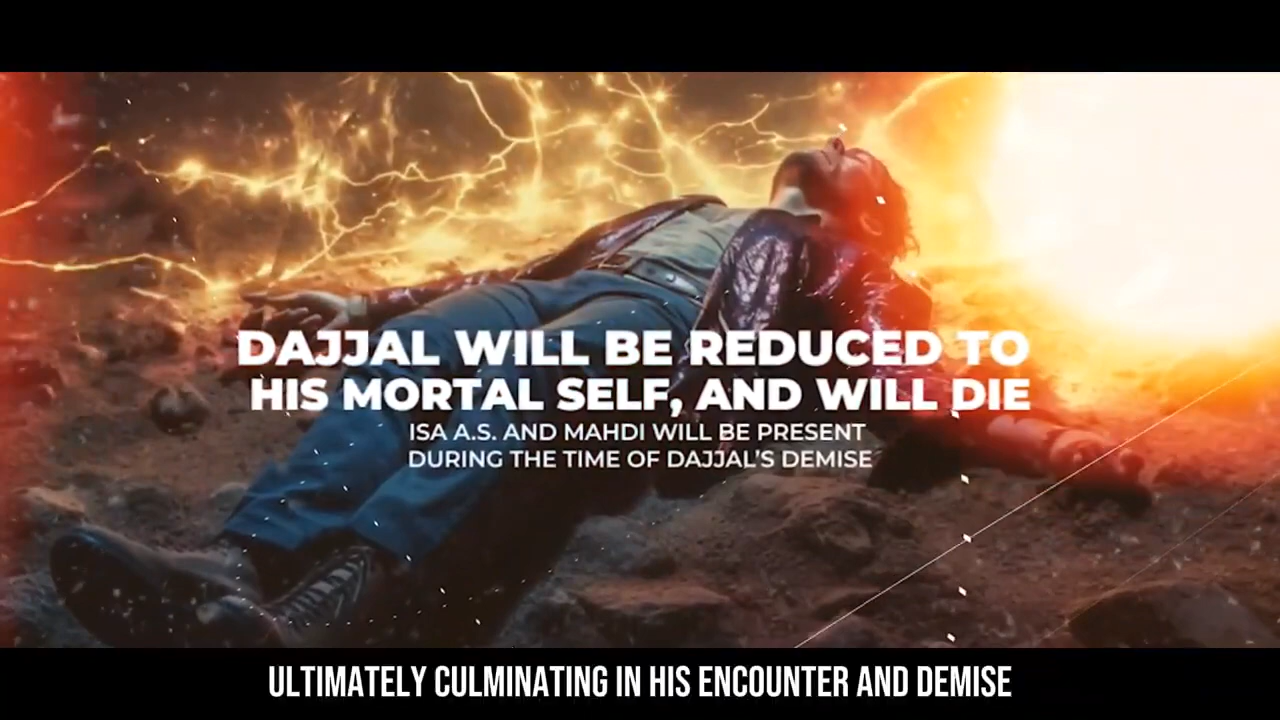 DAJJAL WILL BE REDUCED TO
HIS MORTAL SELF, AND WILL DIE
ISA A.S. AND MAHDI WILL BE PRESENT
DURING THE TIME OF DAJJAL'S DEMISE
ULTIMATELY CULMINATING IN HIS ENCOUNTER AND DEMISE